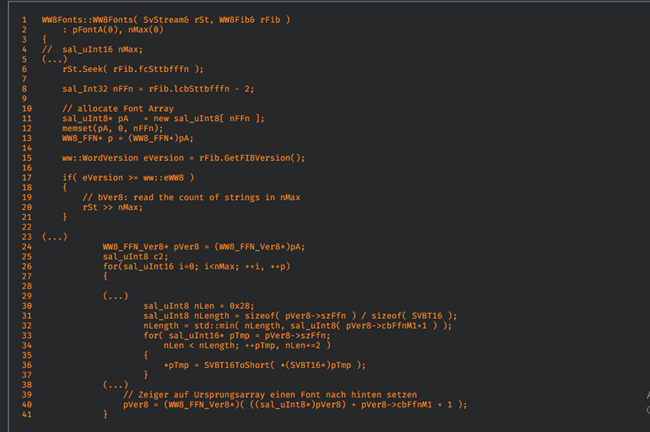 1 WW8Fonts::WW8Fonts( SvStream& rSt, WW8Fib& rFib )
2 : pFontA(0), nMax(0)
3 {
4 // sal_uInt16 nMax;
5 (...)
6 rSt.Seek( rFib.fcSttbfffn );
7
8 sal_Int32 nFFn = rFib.lcbSttbfffn - 2;
9
10 // allocate Font Array
11 sal_uInt8* pA = new sal_uInt8[ nFFn ];
12 memset(pA, 0, nFFn);
13 WW8_FFN* p = (WW8_FFN*)pA;
14
15 ww::WordVersion eVersion = rFib.GetFIBVersion();
16
17 if( eVersion >= ww::eWW8 )
18 {
19 // bVer8: read the count of strings in nMax
20 rSt >> nMax;
21 }
22
23 (...)
24 WW8_FFN_Ver8* pVer8 = (WW8_FFN_Ver8*)pA;
25 sal_uInt8 c2;
26 for(sal_uInt16 i=0; i<nMax; ++i, ++p)
27 {
28
29 (...)
30 sal_uInt8 nLen = 0x28;
31 sal_uInt8 nLength = sizeof( pVer8->szFfn ) / sizeof( SVBT16 );
32 nLength = std::min( nLength, sal_uInt8( pVer8->cbFfnM1+1 ) );
33 for( sal_uInt16* pTmp = pVer8->szFfn;
34 nLen < nLength; ++pTmp, nLen+=2 )
35 {
36 *pTmp = SVBT16ToShort( *(SVBT16*)pTmp );
37 }
38 (...)
39 // Zeiger auf Ursprungsarray einen Font nach hinten setzen
40 pVer8 = (WW8_FFN_Ver8*)( ((sal_uInt8*)pVer8) + pVer8->cbFfnM1 + 1 );
41 }